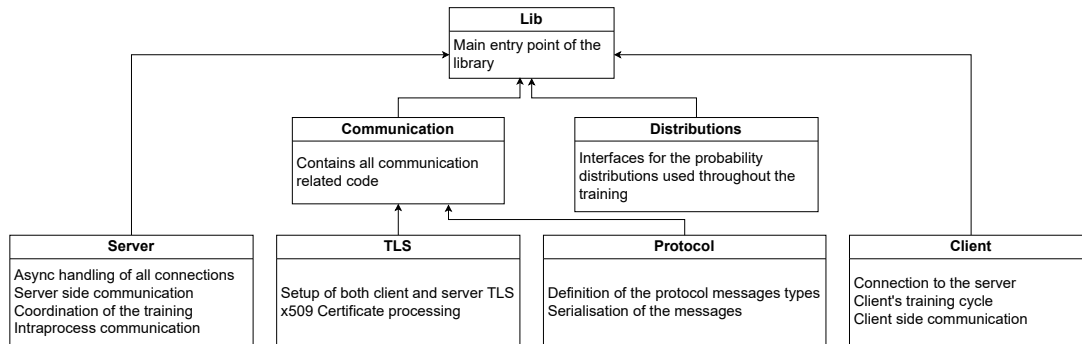 Lib
Main entry point of the
library
Communication
Contains all communication
related code
Distributions
Interfaces for the probability
distributions used throughout the
training
Server
Async handling of all connections
Server side communication
Coordination of the training
Intraprocess communication
TLS
Setup of both client and server TLS
x509 Certificate processing
Protocol
Definition of the protocol messages types
Serialisation of the messages
Client
Connection to the server
Client's training cycle
Client side communication